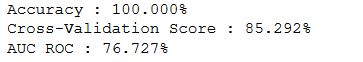 Accuracy : 100.000%
Cross-Validation Score : 85.292%
AUC ROC : 76.727%